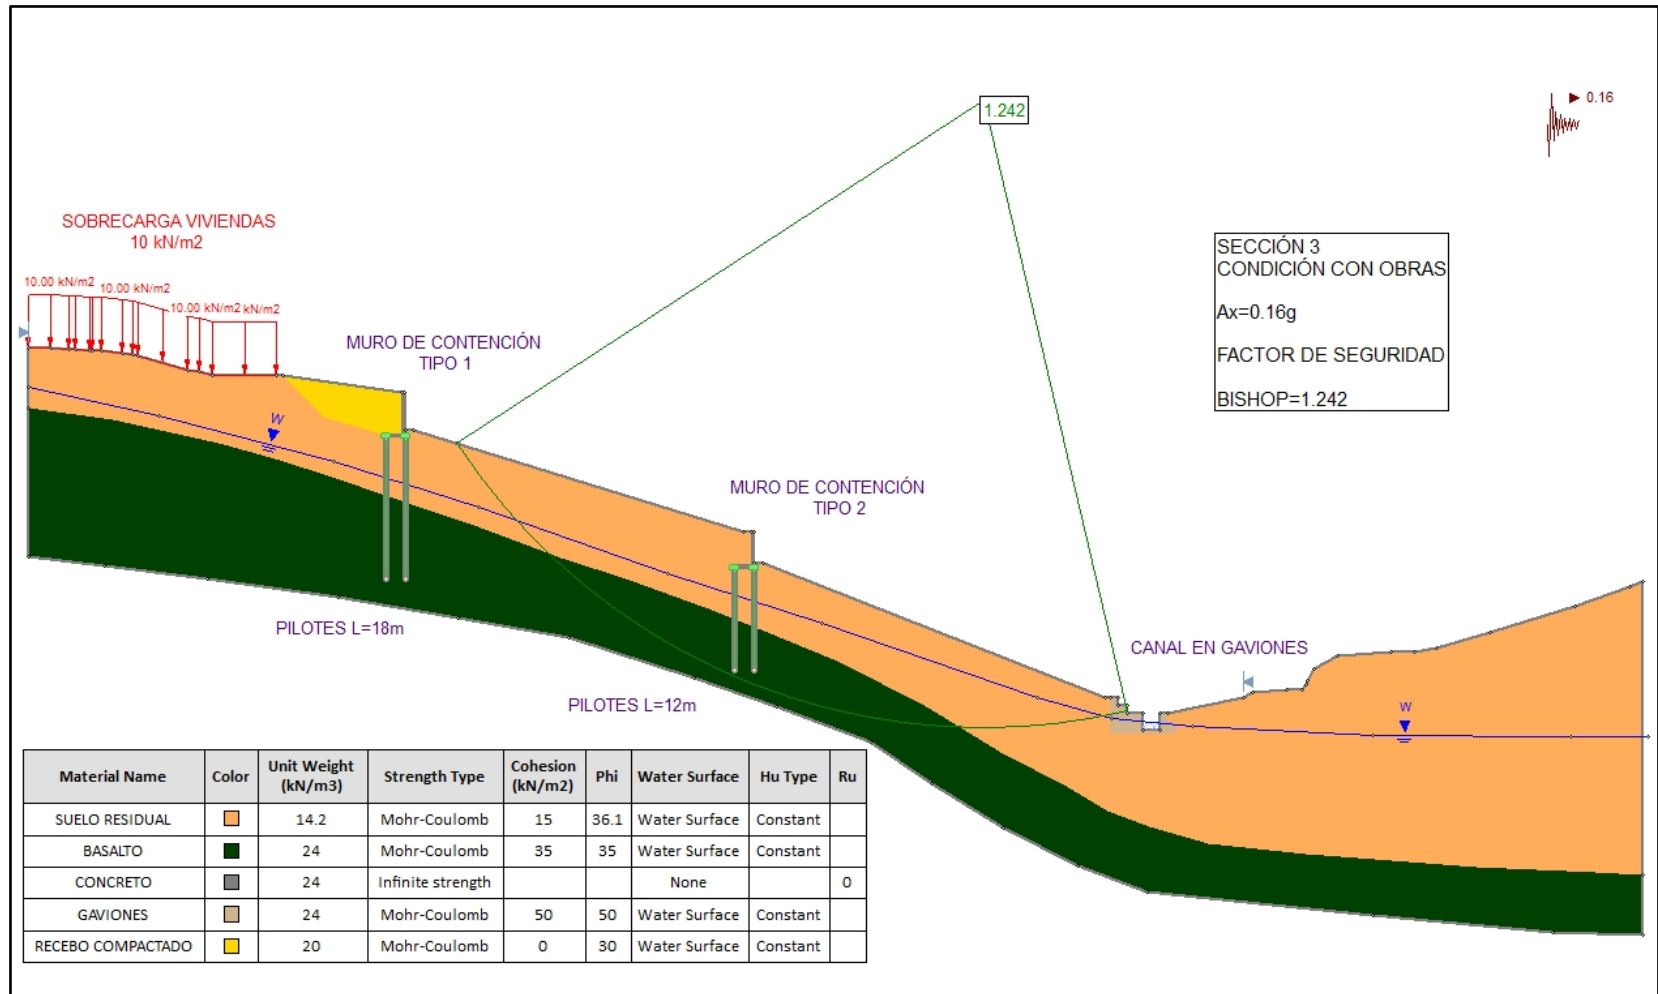 1.242
0.16
SOBRECARGA VIVIENDAS
10 kN/m2
10.00 kN/m2
10.00 kN/m2
10.00 kN/m2
kN/m2
SECCIÓN 3
CONDICIÓN CON OBRAS
Ax=0.16g
FACTOR DE SEGURIDAD
BISHOP=1.242
MURO DE CONTENCIÓN
TIPO 1
W
MURO DE CONTENCIÓN
TIPO 2
PILOTES L=18m
CANAL EN GAVIONES
PILOTES L=12m
W
Material Name Color Unit Weight (kN/m3) Strength Type Cohesion (kN/m2) Phi Water Surface Hu Type Ru
SUELO RESIDUAL 14.2 Mohr-Coulomb 15 36.1 Water Surface Constant
BASALTO 24 Mohr-Coulomb 35 35 Water Surface Constant
CONCRETO 24 Infinite strength None 0
GAVIONES 24 Mohr-Coulomb 50 50 Water Surface Constant
RECEBO COMPACTADO 20 Mohr-Coulomb 0 30 Water Surface Constant